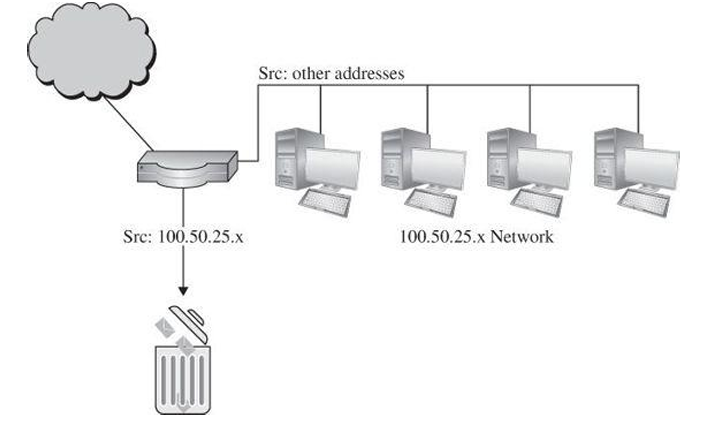 Src: other addresses
Src: 100.50.25.x
100.50.25.x Network